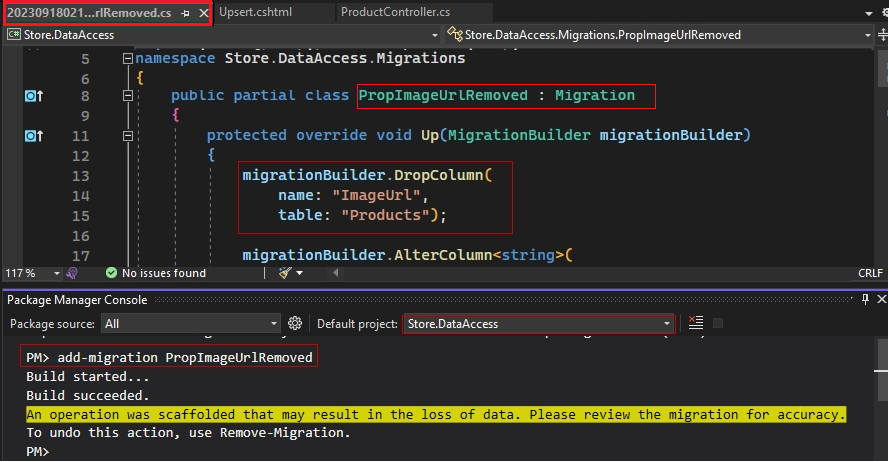 20230918021...rlRemoved.cs Upsert.cshtml ProductController.cs
Store.DataAccess Store.DataAccess.Migrations.PropImageUrlRemoved
5 namespace Store.DataAccess.Migrations
6 {
8 public partial class PropImageUrlRemoved : Migration
9 {
11 protected override void Up(MigrationBuilder migrationBuilder)
12 {
13 migrationBuilder.DropColumn(
14 name: "ImageUrl",
15 table: "Products");
16
17 migrationBuilder.AlterColumn<string>(
117 % No issues found CRLF
Package Manager Console
Package source: All Default project: Store.DataAccess
PM> add-migration PropImageUrlRemoved
Build started...
Build succeeded.
An operation was scaffolded that may result in the loss of data. Please review the migration for accuracy.
To undo this action, use Remove-Migration.
PM>